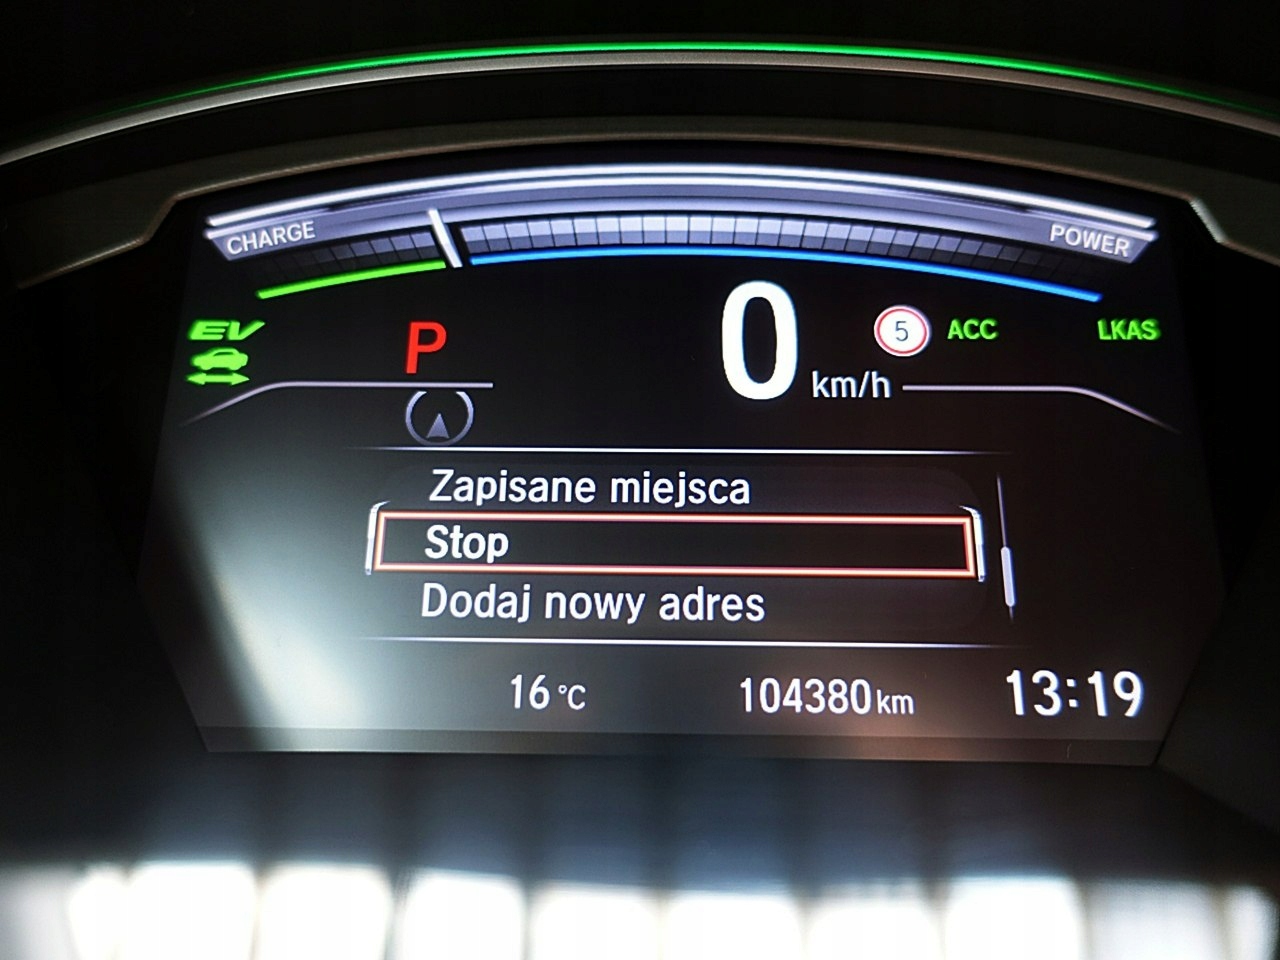 CHARGE
POWER
EV
P
0 km/h
5
ACC
LKAS
Zapisane miejsca
Stop
Dodaj nowy adres
16 °C
104380 km
13:19